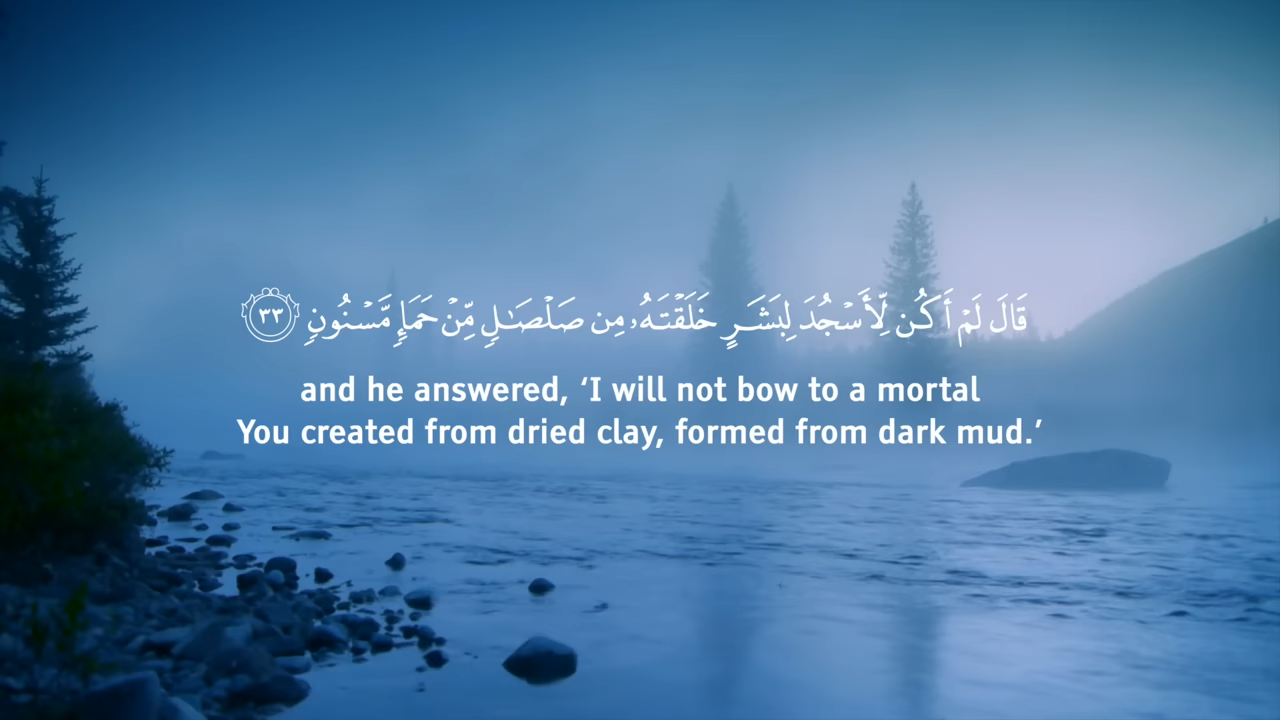 قَالَ لَمْ أَكُن لِّأَسْجُدَ لِبَشَرٍ خَلَقْتَهُۥ مِن صَلْصَـٰلٍ مِّنْ حَمَإٍ مَّسْنُونٍ ٣٣
and he answered, ‘I will not bow to a mortal
You created from dried clay, formed from dark mud.’